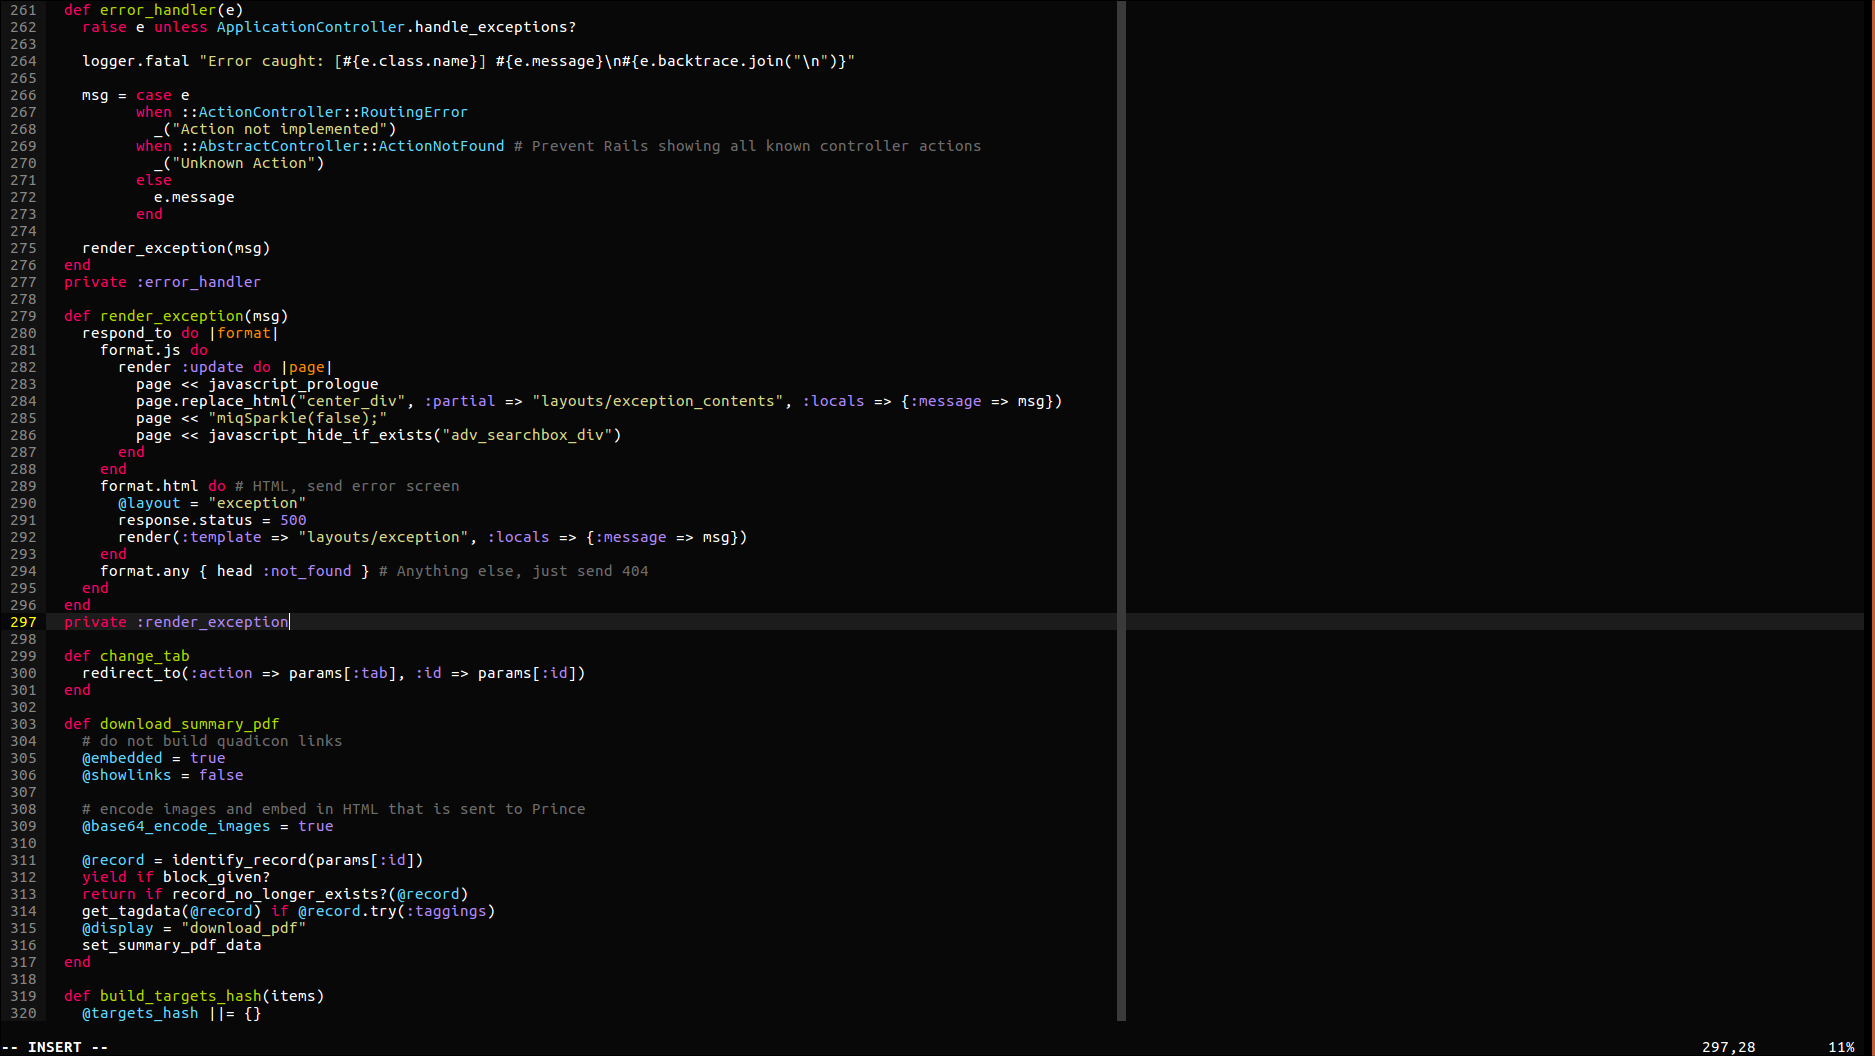 261   def error_handler(e)
262     raise e unless ApplicationController.handle_exceptions?
263
264     logger.fatal "Error caught: [#{e.class.name}] #{e.message}\n#{e.backtrace.join("\n")}"
265
266     msg = case e
267           when ::ActionController::RoutingError
268             _("Action not implemented")
269           when ::AbstractController::ActionNotFound # Prevent Rails showing all known controller actions
270             _("Unknown Action")
271           else
272             e.message
273           end
274
275     render_exception(msg)
276   end
277   private :error_handler
278
279   def render_exception(msg)
280     respond_to do |format|
281       format.js do
282         render :update do |page|
283           page << javascript_prologue
284           page.replace_html("center_div", :partial => "layouts/exception_contents", :locals => {:message => msg})
285           page << "miqSparkle(false);"
286           page << javascript_hide_if_exists("adv_searchbox_div")
287         end
288       end
289       format.html do # HTML, send error screen
290         @layout = "exception"
291         response.status = 500
292         render(:template => "layouts/exception", :locals => {:message => msg})
293       end
294       format.any { head :not_found } # Anything else, just send 404
295     end
296   end
297   private :render_exception
298
299   def change_tab
300     redirect_to(:action => params[:tab], :id => params[:id])
301   end
302
303   def download_summary_pdf
304     # do not build quadicon links
305     @embedded = true
306     @showlinks = false
307
308     # encode images and embed in HTML that is sent to Prince
309     @base64_encode_images = true
310
311     @record = identify_record(params[:id])
312     yield if block_given?
313     return if record_no_longer_exists?(@record)
314     get_tagdata(@record) if @record.try(:taggings)
315     @display = "download_pdf"
316     set_summary_pdf_data
317   end
318
319   def build_targets_hash(items)
320     @targets_hash ||= {}
-- INSERT -- 297,28 11%